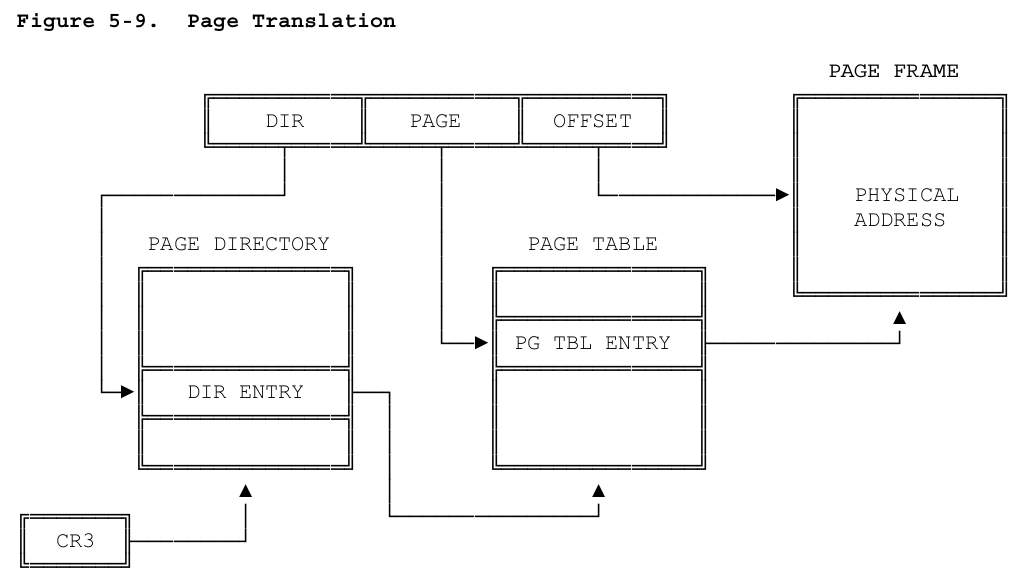 Figure 5-9.  Page Translation
PAGE FRAME
DIR
PAGE
OFFSET
PHYSICAL
ADDRESS
PAGE DIRECTORY
PAGE TABLE
PG TBL ENTRY
DIR ENTRY
CR3